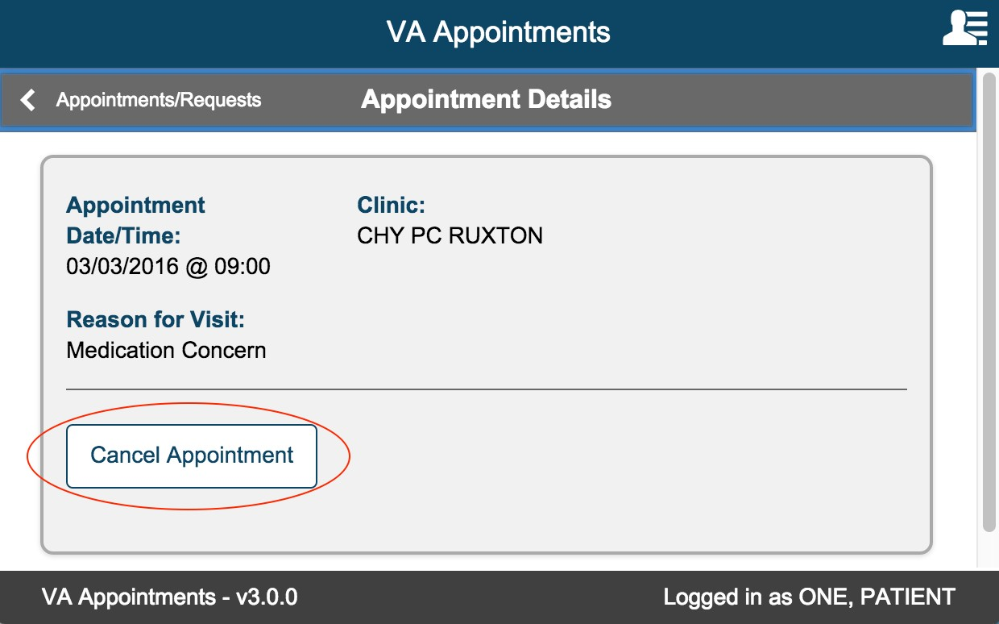 VA Appointments
Appointments/Requests
Appointment Details
Appointment
Date/Time:
03/03/2016 @ 09:00
Clinic:
CHY PC RUXTON
Reason for Visit:
Medication Concern
Cancel Appointment
VA Appointments - v3.0.0
Logged in as ONE, PATIENT